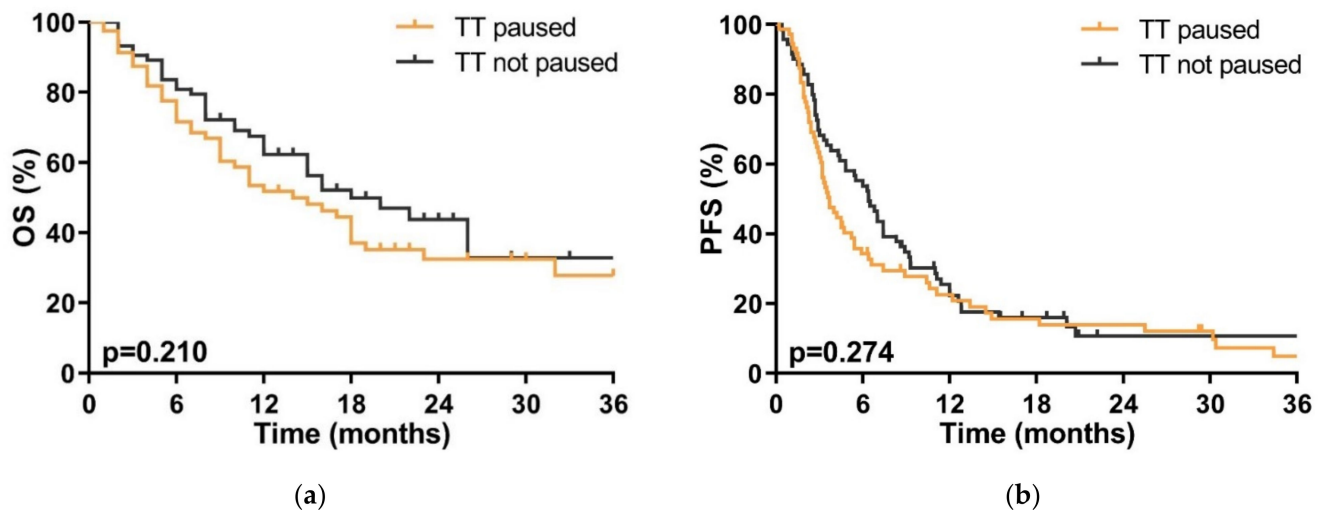 TT paused
TT not paused
OS (%)
100
80
60
40
20
0
p=0.210
0 6 12 18 24 30 36
Time (months)
(a)
TT paused
TT not paused
PFS (%)
100
80
60
40
20
0
p=0.274
0 6 12 18 24 30 36
Time (months)
(b)